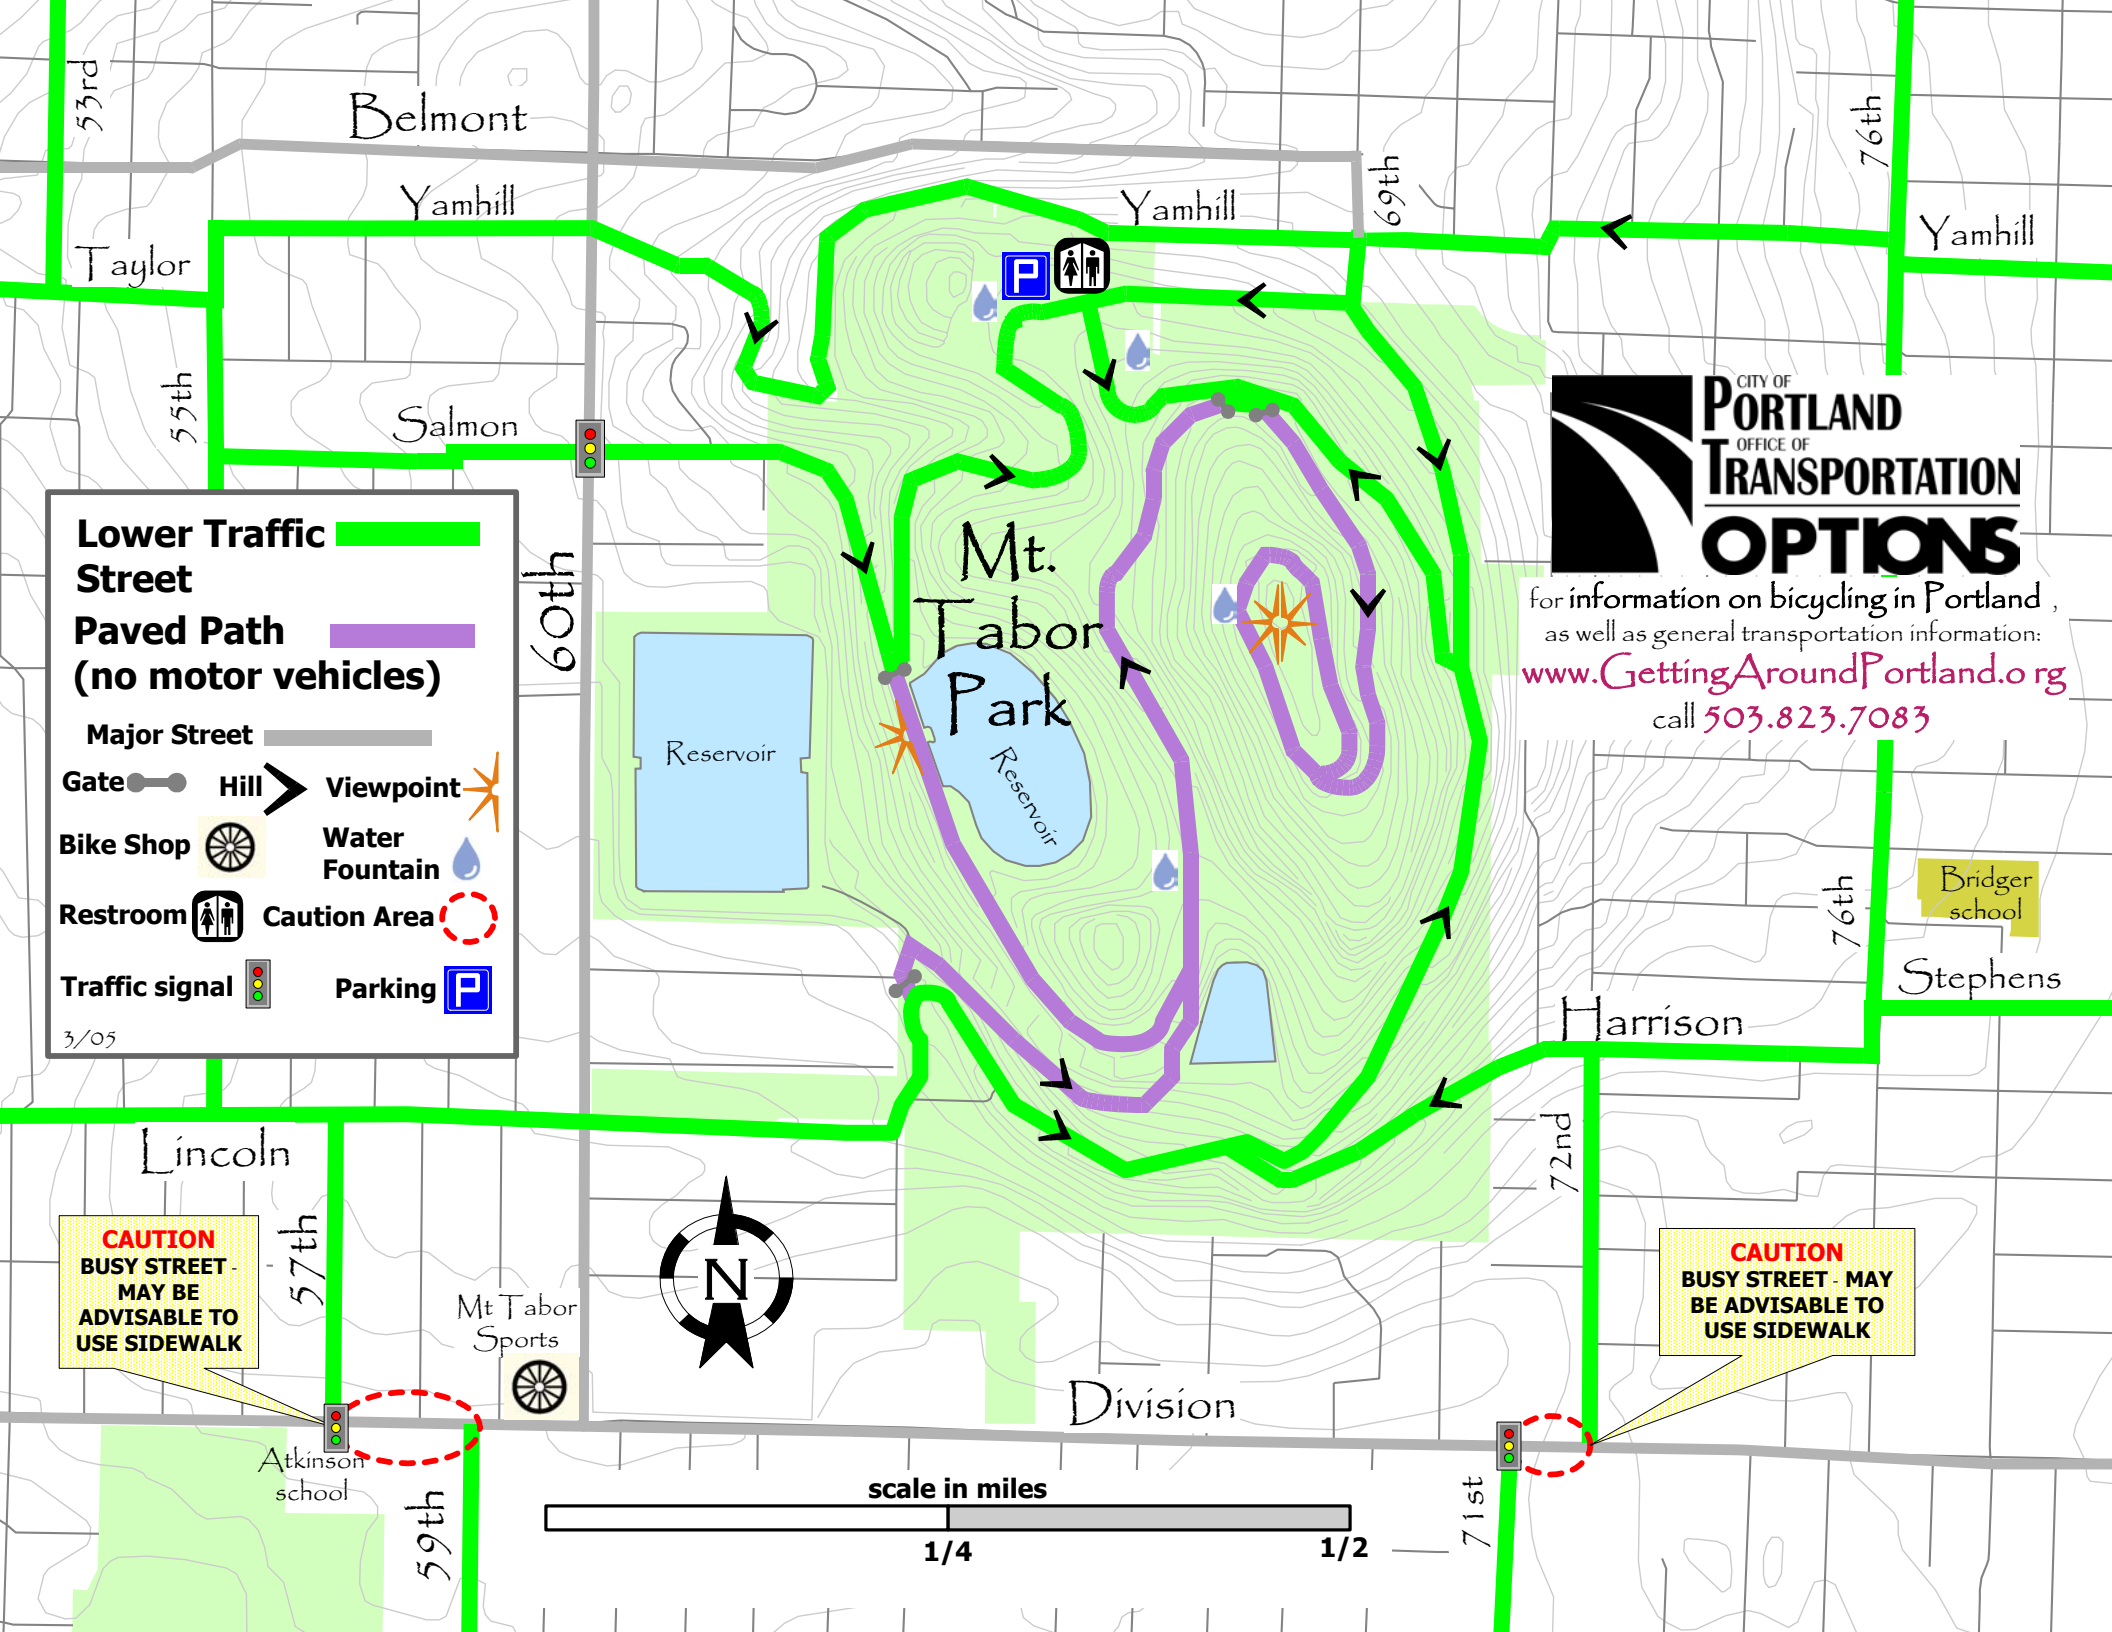 53rd
Belmont
76th
Yamhill
Yamhill
69th
Yamhill
Taylor
P
55th
Salmon
CITY OF
PORTLAND
OFFICE OF
TRANSPORTATION
OPTIONS
for information on bicycling in Portland ,
as well as general transportation information:
www.GettingAroundPortland.o rg
call 503.823.7083
Lower Traffic
Street
Paved Path
(no motor vehicles)
Major Street
Gate
Hill
Viewpoint
Bike Shop
Water
Fountain
Restroom
Caution Area
Traffic signal
Parking
P
3/05
60th
Mt.
Tabor
Park
Reservoir
Reservoir
76th
Bridger
school
Stephens
Harrison
Lincoln
72nd
57th
CAUTION
BUSY STREET -
MAY BE
ADVISABLE TO
USE SIDEWALK
Mt Tabor
Sports
N
CAUTION
BUSY STREET - MAY
BE ADVISABLE TO
USE SIDEWALK
Division
Atkinson
school
59th
71st
scale in miles
1/4
1/2